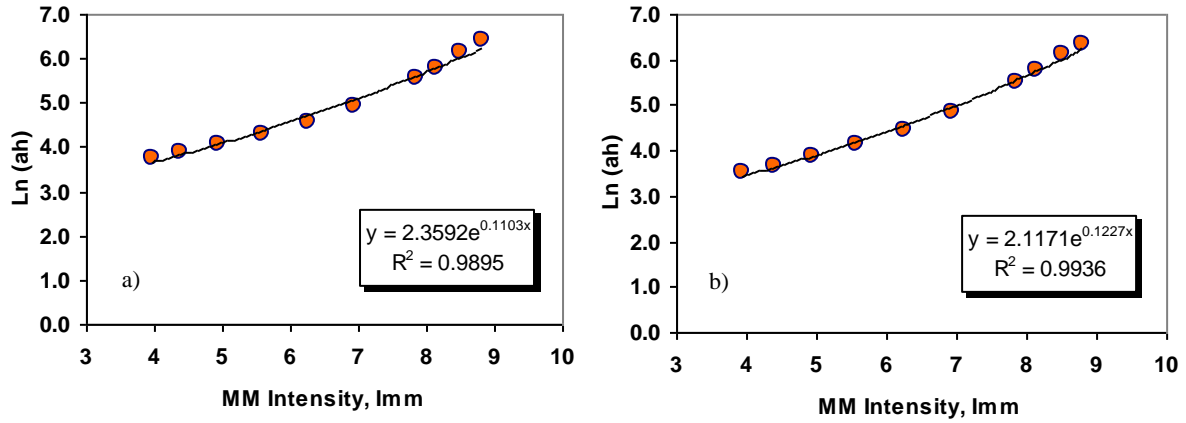 7.0
6.0
5.0
4.0
3.0
2.0
1.0
0.0
Ln (ah)
y = 2.3592e^0.1103x
R² = 0.9895
a)
3 4 5 6 7 8 9 10
MM Intensity, Imm
7.0
6.0
5.0
4.0
3.0
2.0
1.0
0.0
Ln (ah)
y = 2.1171e^0.1227x
R² = 0.9936
b)
3 4 5 6 7 8 9 10
MM Intensity, Imm